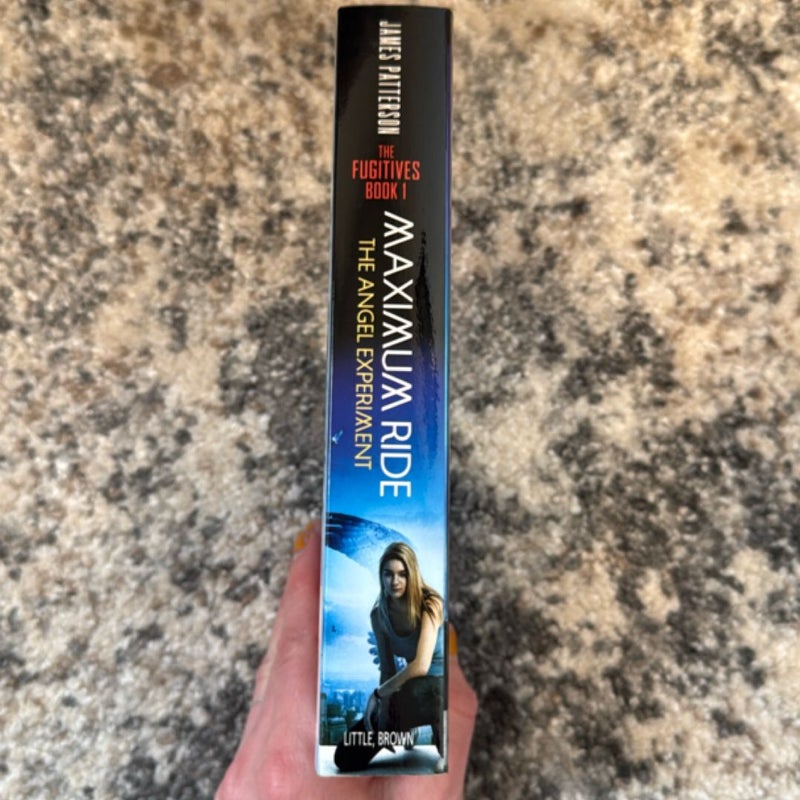 JAMES PATTERSON
THE
FUGITIVES
BOOK 1
MAXIMUM RIDE
THE ANGEL EXPERIMENT
LITTLE, BROWN